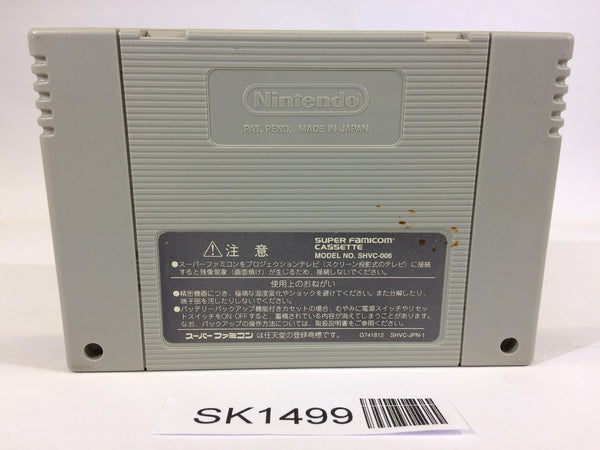 Nintendo
PAT. PEND. MADE IN JAPAN
注意
SUPER FAMICOM
CASSETTE
MODEL NO. SHVC-006
●スーパーファミコンをプロジェクションテレビ(スクリーン投影式のテレビ)に接続
すると残像現象(画面焼け)が生じるため、接続しないでください。
使用上のおねがい
●精密機器につき、極端な温度変化やショックを避けてください。また分解したり、
端子部を汚したりしないでください。
●バッテリーバックアップ機能付きカセットの場合、むやみに電源スイッチやリセッ
トスイッチをON・OFFすると、蓄積されている内容が消えてしまうことがあります。
なお、バックアップの操作方法については、取扱説明書をご参照ください。
スーパーファミコン は任天堂の登録商標です。 G741812 SHVC-JPN-1
SK1499